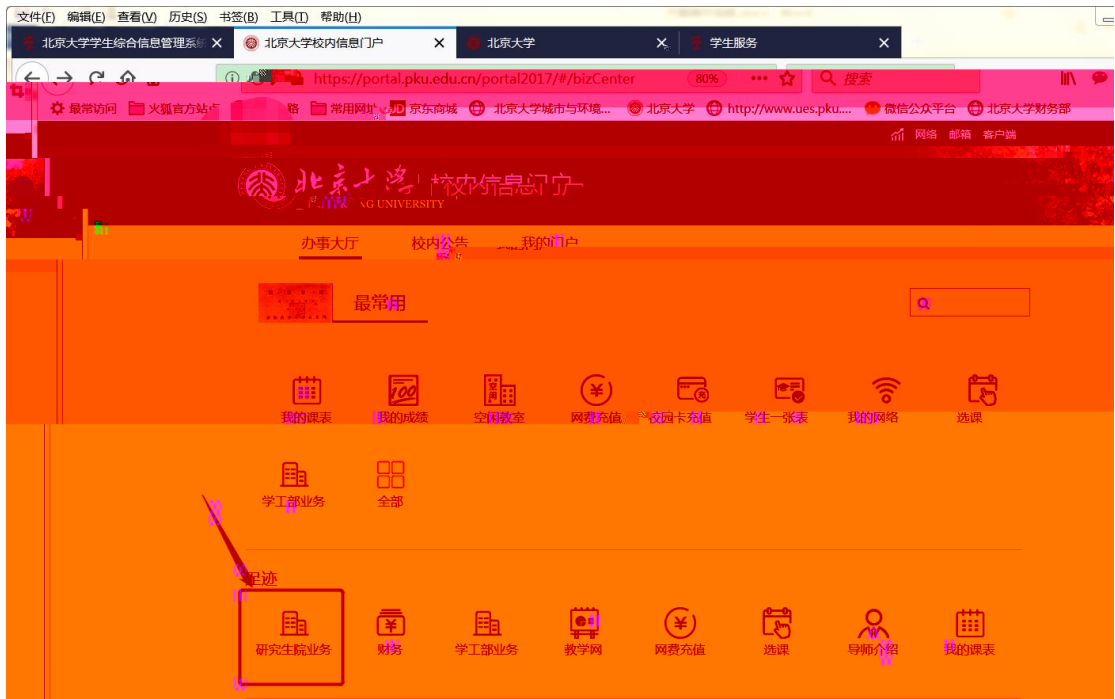 文件(F) 编辑(E) 查看(V) 历史(S) 书签(B) 工具(T) 帮助(H)
北京大学学生综合信息管理系统 北京大学校内信息门户 北京大学 学生服务
https://portal.pku.edu.cn/portal2017/#/bizCenter 80% 搜索
最常访问 火狐官方站点 常用网址 JD 京东商城 北京大学城市与环境... 北京大学 http://www.ues.pku.... 微信公众平台 北京大学财务部
网络 邮箱 客户端
北京大学 校内信息门户
NG UNIVERSITY
办事大厅 校内公告 我的门户
最常用
我的课表 我的成绩 空闲教室 网费充值 校园卡充值 学生一张表 我的网络 选课
学工部业务 全部
足迹
研究生院业务 财务 学工部业务 教学网 网费充值 选课 导师介绍 我的课表